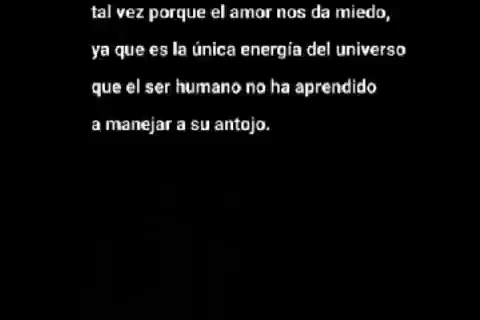 tal vez porque el amor nos da miedo,
ya que es la única energía del universo
que el ser humano no ha aprendido
a manejar a su antojo.